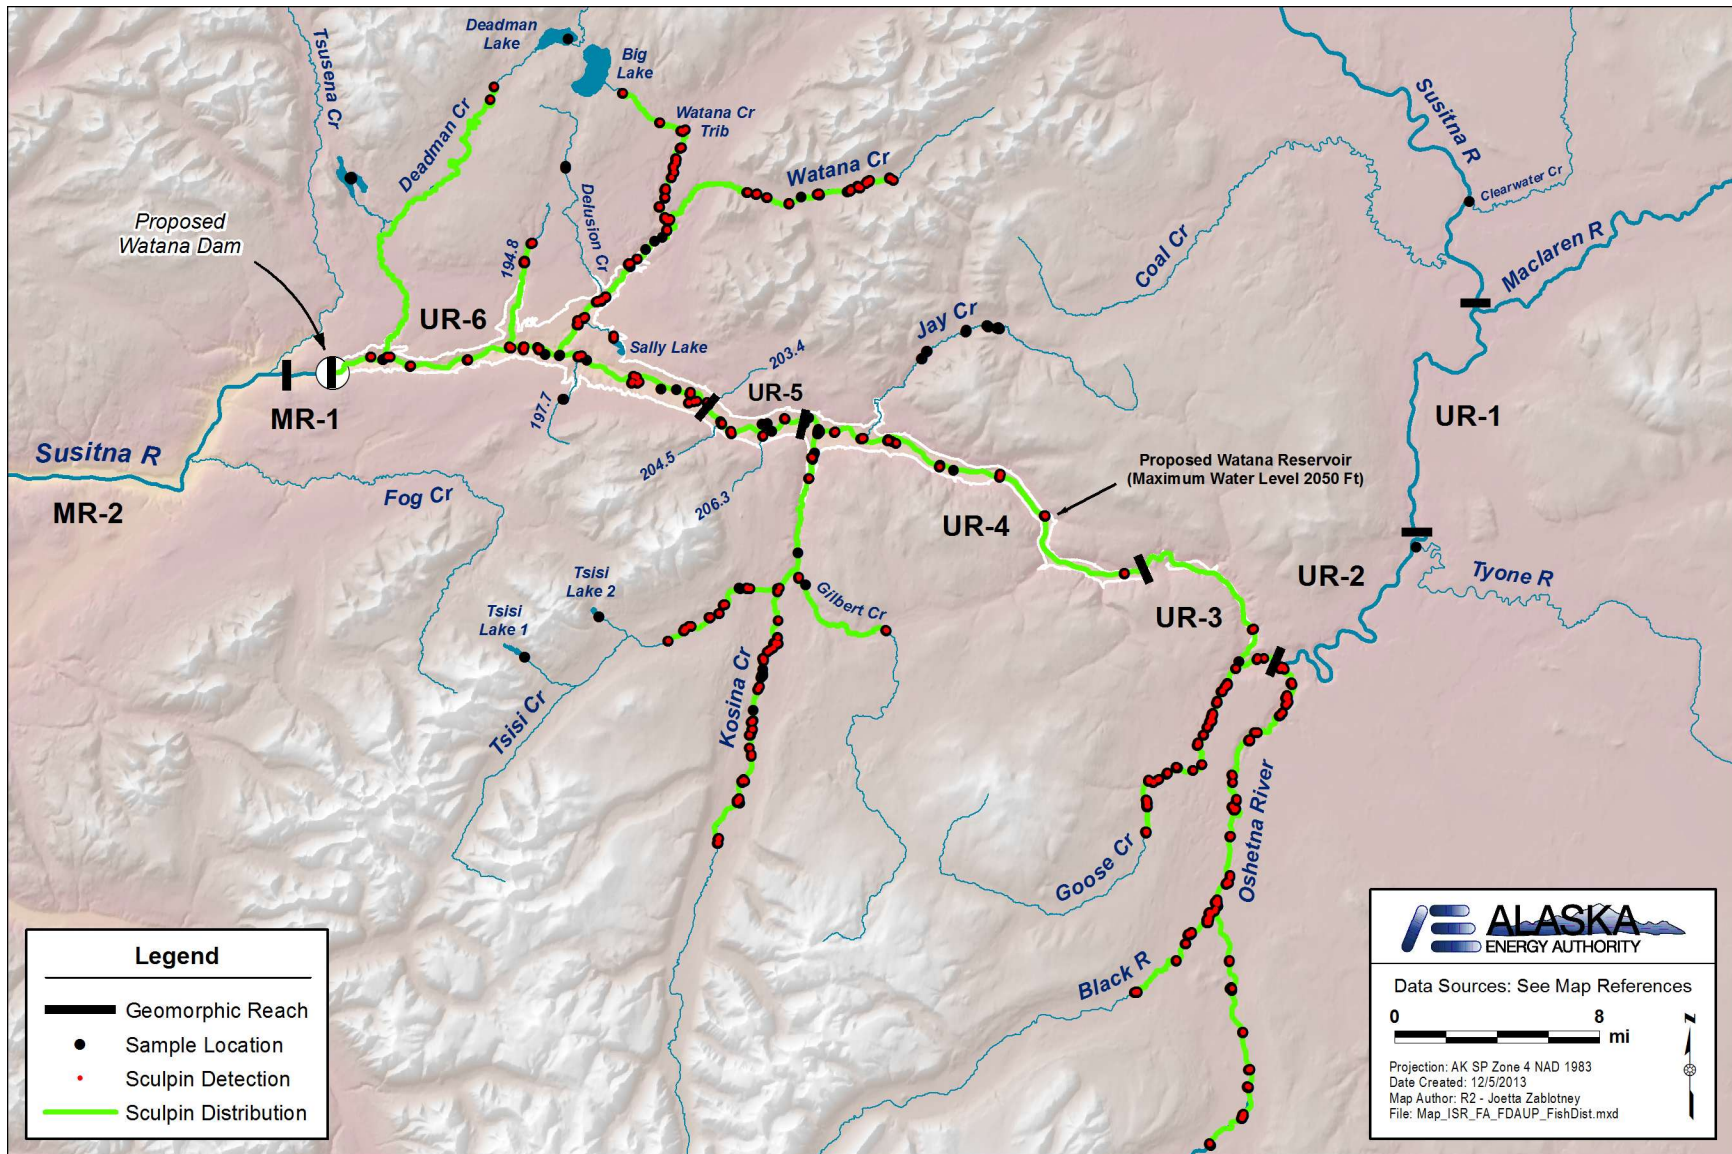 Deadman
Lake
Big
Lake
Tsusena Cr
Deadman Cr
Watana Cr
Trib
Watana Cr
Susitna R
Clearwater Cr
Maclaren R
Coal Cr
Proposed
Watana Dam
194.8
Delusion Cr
UR-6
Sally Lake
203.4
Jay Cr
UR-5
UR-1
MR-1
197.7
Susitna R
MR-2
Fog Cr
204.5
206.3
Proposed Watana Reservoir
(Maximum Water Level 2050 Ft)
UR-4
UR-2
Tyone R
UR-3
Tsisi
Lake 2
Tsisi
Lake 1
Gilbert Cr
Kosina Cr
Tsisi Cr
Goose Cr
Oshetna River
Black R
Legend
Geomorphic Reach
Sample Location
Sculpin Detection
Sculpin Distribution
ALASKA
ENERGY AUTHORITY
Data Sources: See Map References
0 8
mi
Projection: AK SP Zone 4 NAD 1983
Date Created: 12/5/2013
Map Author: R2 - Joetta Zablotney
File: Map_ISR_FA_FDAUP_FishDist.mxd
N